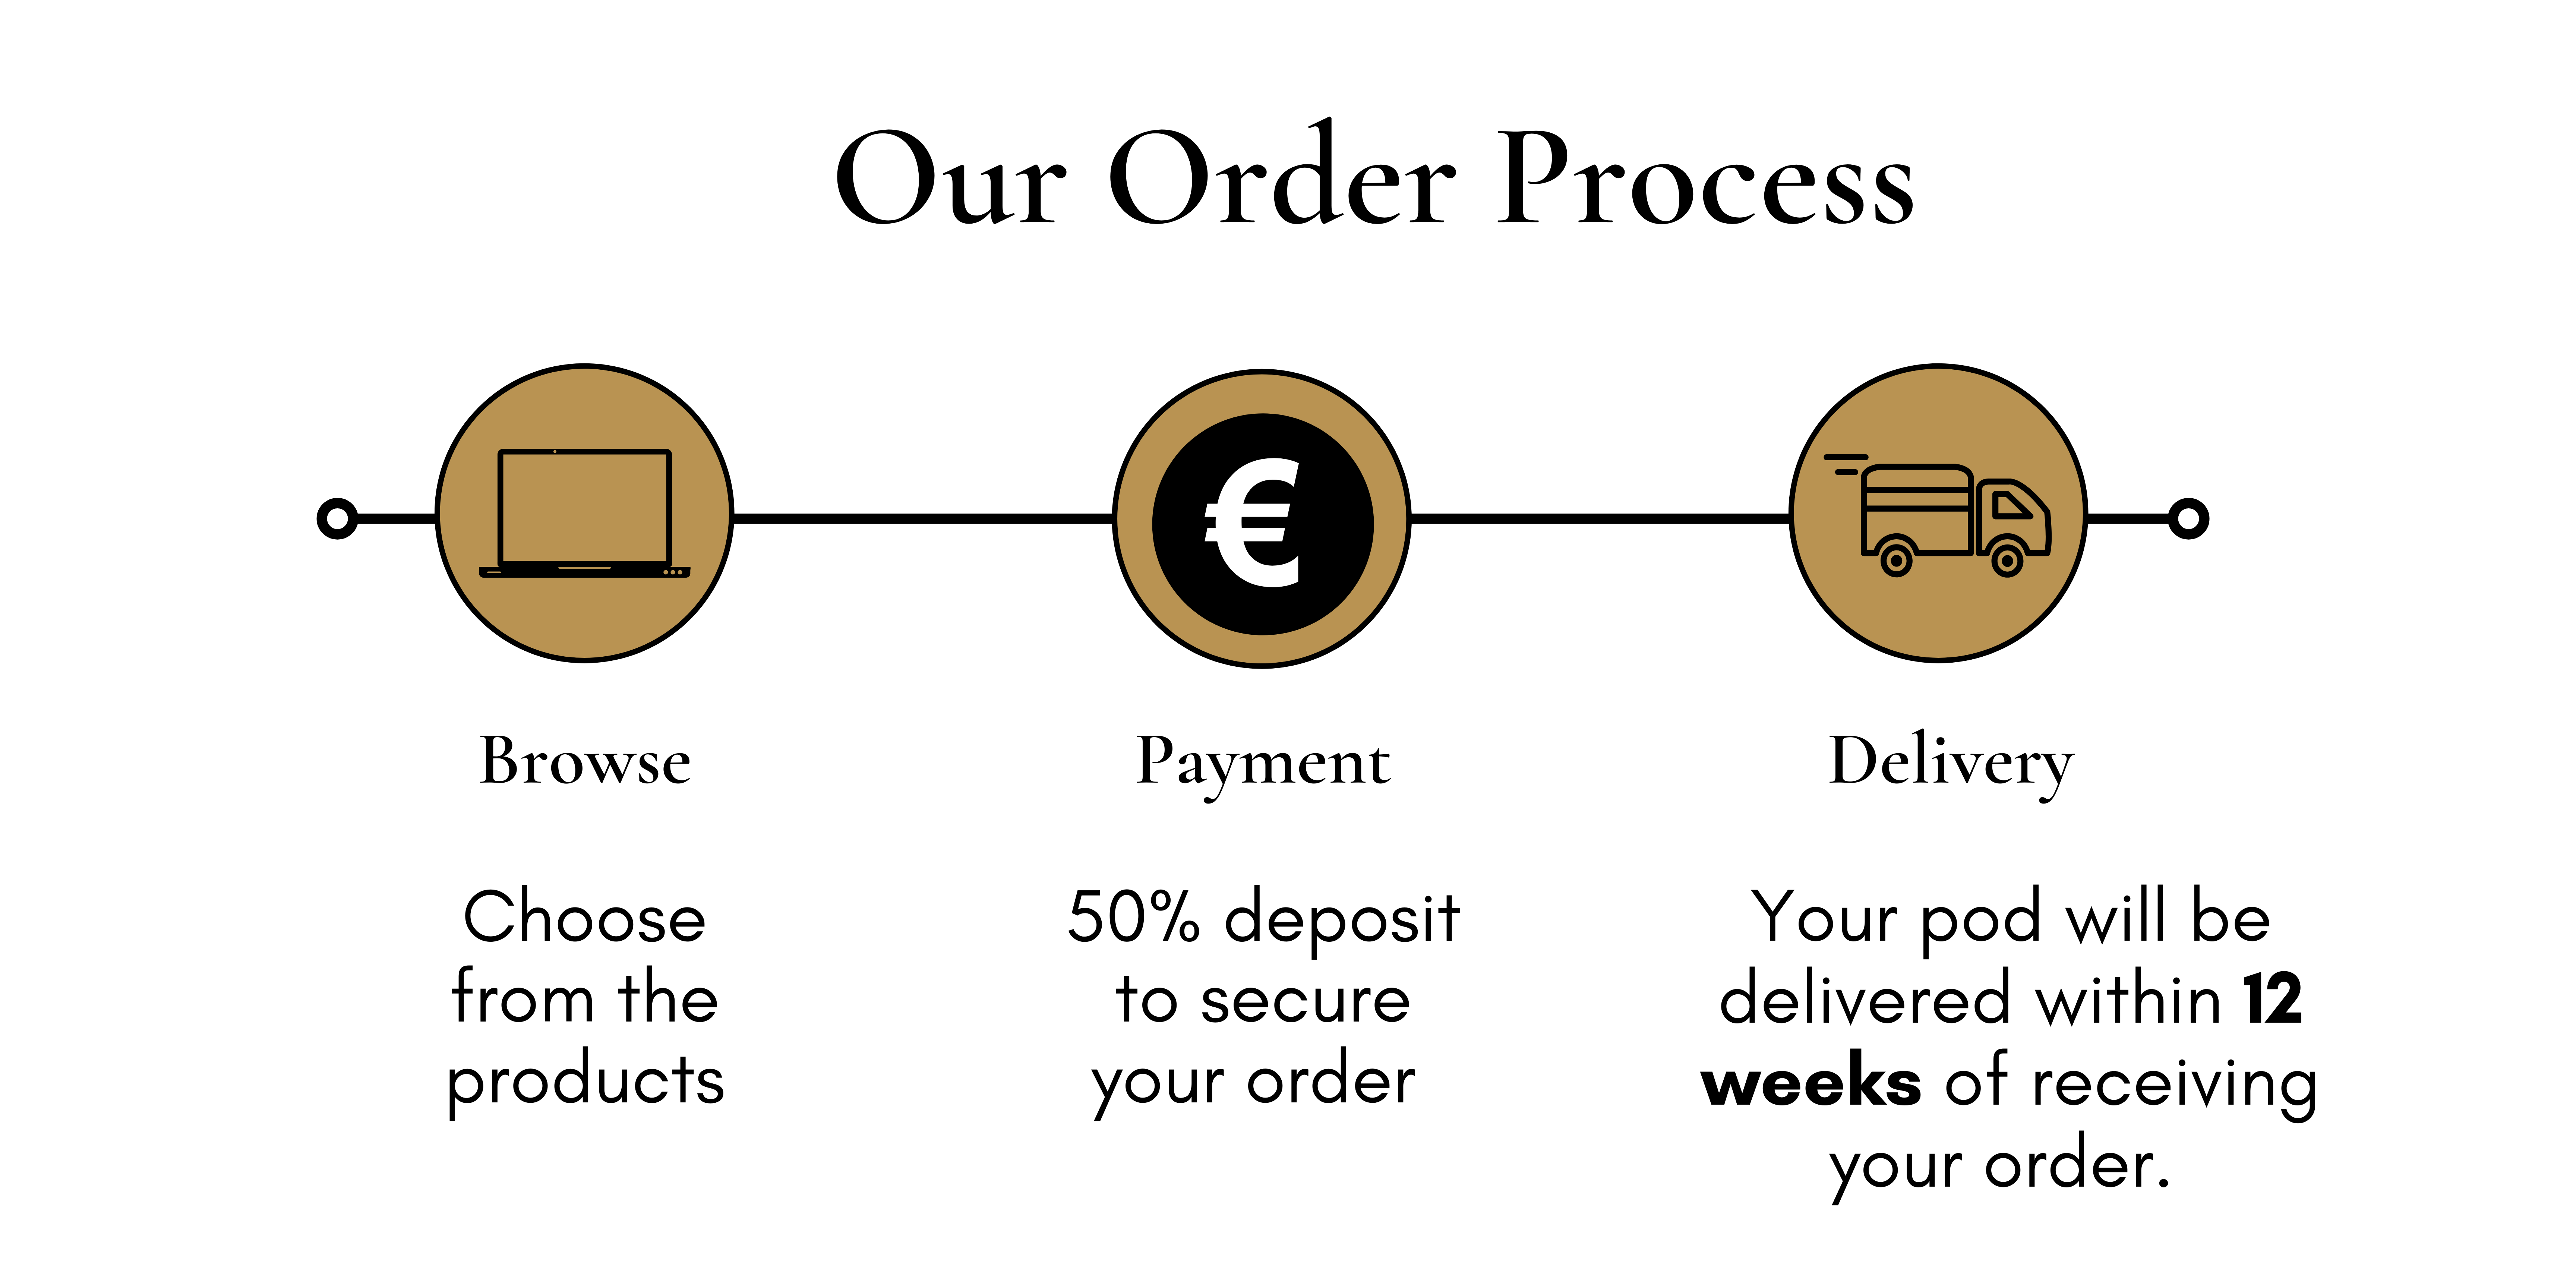 Our Order Process
€
Browse
Choose
from the
products
Payment
50% deposit
to secure
your order
Delivery
Your pod will be
delivered within 12
weeks of receiving
your order.